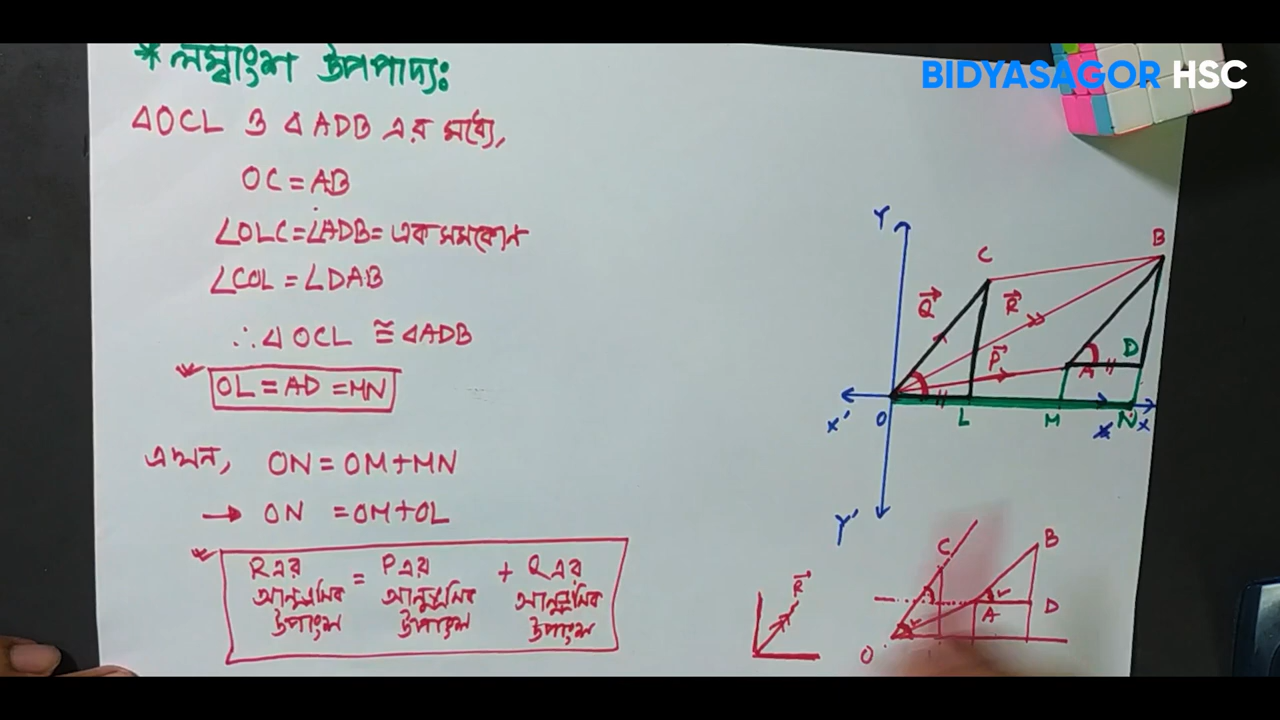 BIDYASAGOR HSC
* লম্বাংশ উপপাদ্যঃ
△OCL ও △ADB এর মধ্যে,
OC = AB
∠OLC = ∠ADB = এক সমকোণ
∠COL = ∠DAB
∴ △OCL ≅ △ADB
OL = AD = MN
এখন, ON = OM + MN
→ ON = OM + OL
R এর = P এর + Q এর
আনুভূমিক আনুভূমিক আনুভূমিক
উপাংশ উপাংশ উপাংশ
Y
B
C
Q⃗ R⃗
P⃗ A D
X' O L M N X
Y'
C B
R⃗ A D
O